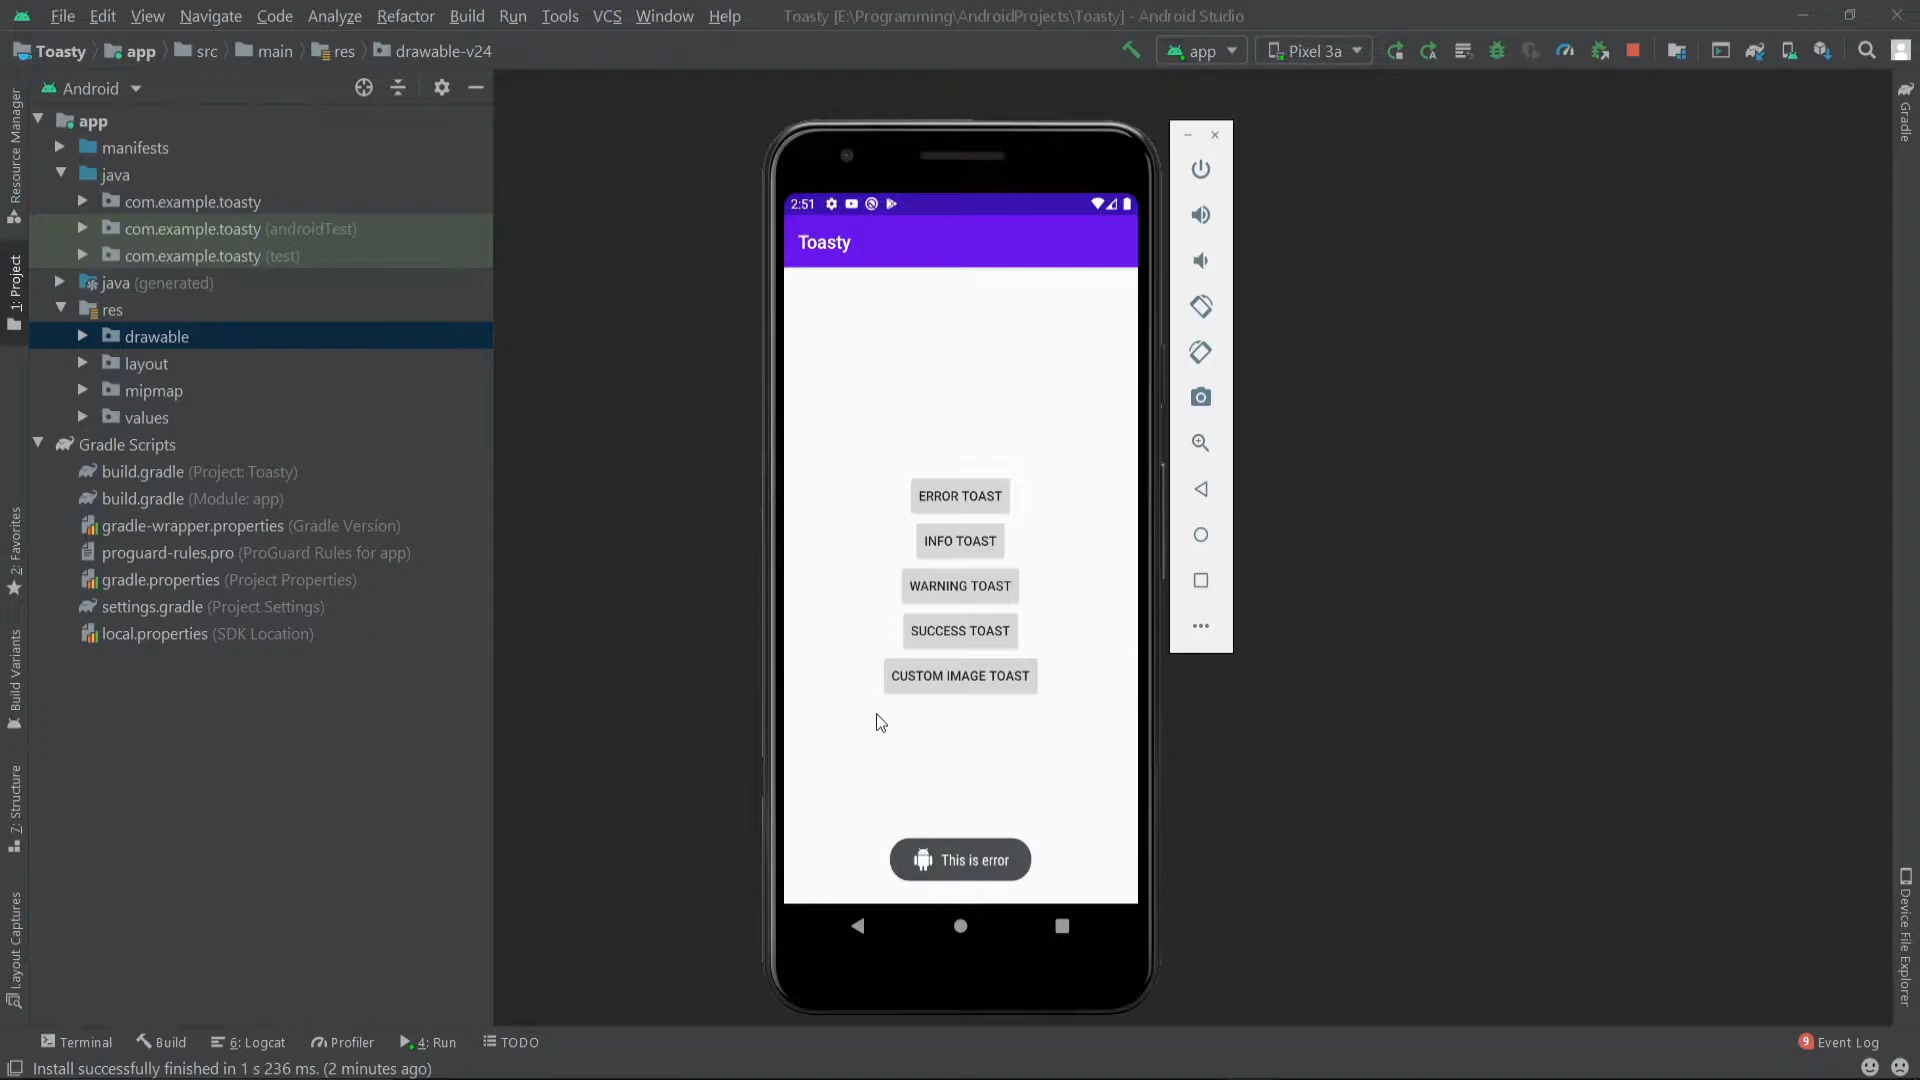 File Edit View Navigate Code Analyze Refactor Build Run Tools VCS Window Help Toasty [E:\Programming\AndroidProjects\Toasty] - Android Studio
Toasty app src main res drawable-v24 app Pixel 3a
Android
app
manifests
java
com.example.toasty
com.example.toasty (androidTest)
com.example.toasty (test)
java (generated)
res
drawable
layout
mipmap
values
Gradle Scripts
build.gradle (Project: Toasty)
build.gradle (Module: app)
gradle-wrapper.properties (Gradle Version)
proguard-rules.pro (ProGuard Rules for app)
gradle.properties (Project Properties)
settings.gradle (Project Settings)
local.properties (SDK Location)
Resource Manager
1: Project
2: Favorites
Build Variants
7: Structure
Layout Captures
2:51
Toasty
ERROR TOAST
INFO TOAST
WARNING TOAST
SUCCESS TOAST
CUSTOM IMAGE TOAST
This is error
Gradle
Device File Explorer
Terminal Build 6: Logcat Profiler 4: Run TODO 9 Event Log
Install successfully finished in 1 s 236 ms. (2 minutes ago)